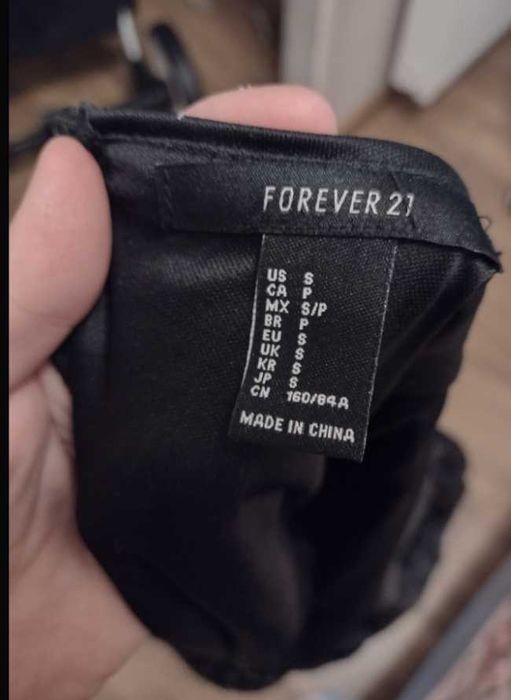 FOREVER 21
US S
CA P
MX S/P
BR P
EU S
UK S
KR S
JP S
CN 160/84A
MADE IN CHINA